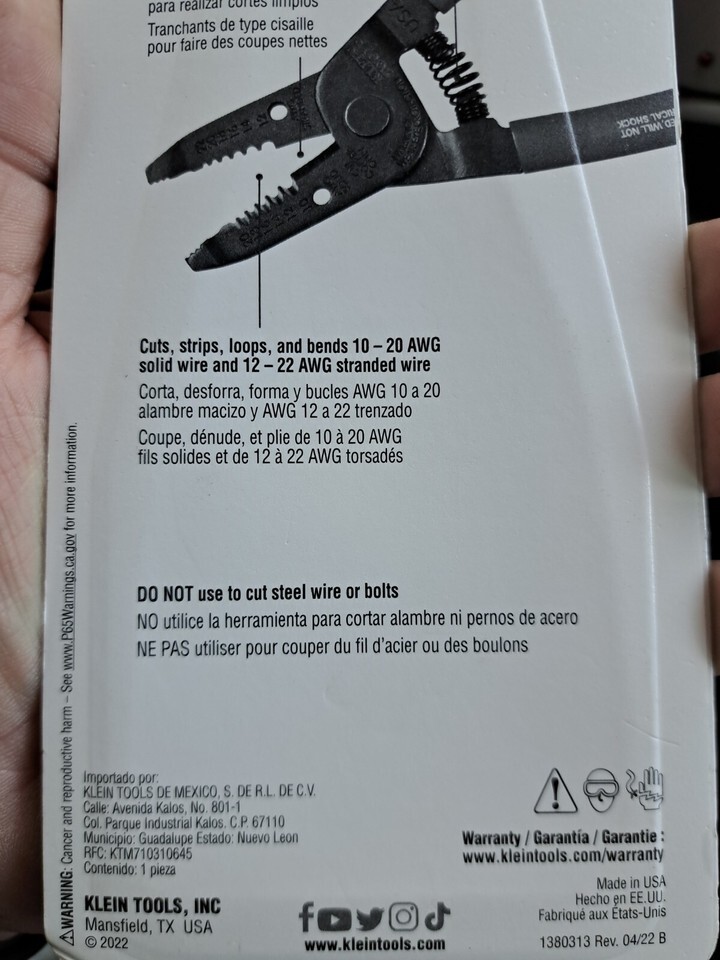 para realizar cortes limpios
Tranchants de type cisaille
pour faire des coupes nettes
USA
WILL NOT
SHOCK
Cuts, strips, loops, and bends 10 – 20 AWG
solid wire and 12 – 22 AWG stranded wire
Corta, desforra, forma y bucles AWG 10 a 20
alambre macizo y AWG 12 a 22 trenzado
Coupe, dénude, et plie de 10 à 20 AWG
fils solides et de 12 à 22 AWG torsadés
DO NOT use to cut steel wire or bolts
NO utilice la herramienta para cortar alambre ni pernos de acero
NE PAS utiliser pour couper du fil d'acier ou des boulons
WARNING: Cancer and reproductive harm – See www.P65Warnings.ca.gov for more information.
Importado por:
KLEIN TOOLS DE MEXICO, S. DE R.L. DE C.V.
Calle: Avenida Kalos, No. 801-1
Col. Parque Industrial Kalos. C.P. 67110
Municipio: Guadalupe Estado: Nuevo Leon
RFC: KTM710310645
Contenido: 1 pieza
KLEIN TOOLS, INC
Mansfield, TX USA
© 2022
www.kleintools.com
Warranty / Garantía / Garantie :
www.kleintools.com/warranty
Made in USA
Hecho en EE.UU.
Fabriqué aux États-Unis
1380313 Rev. 04/22 B